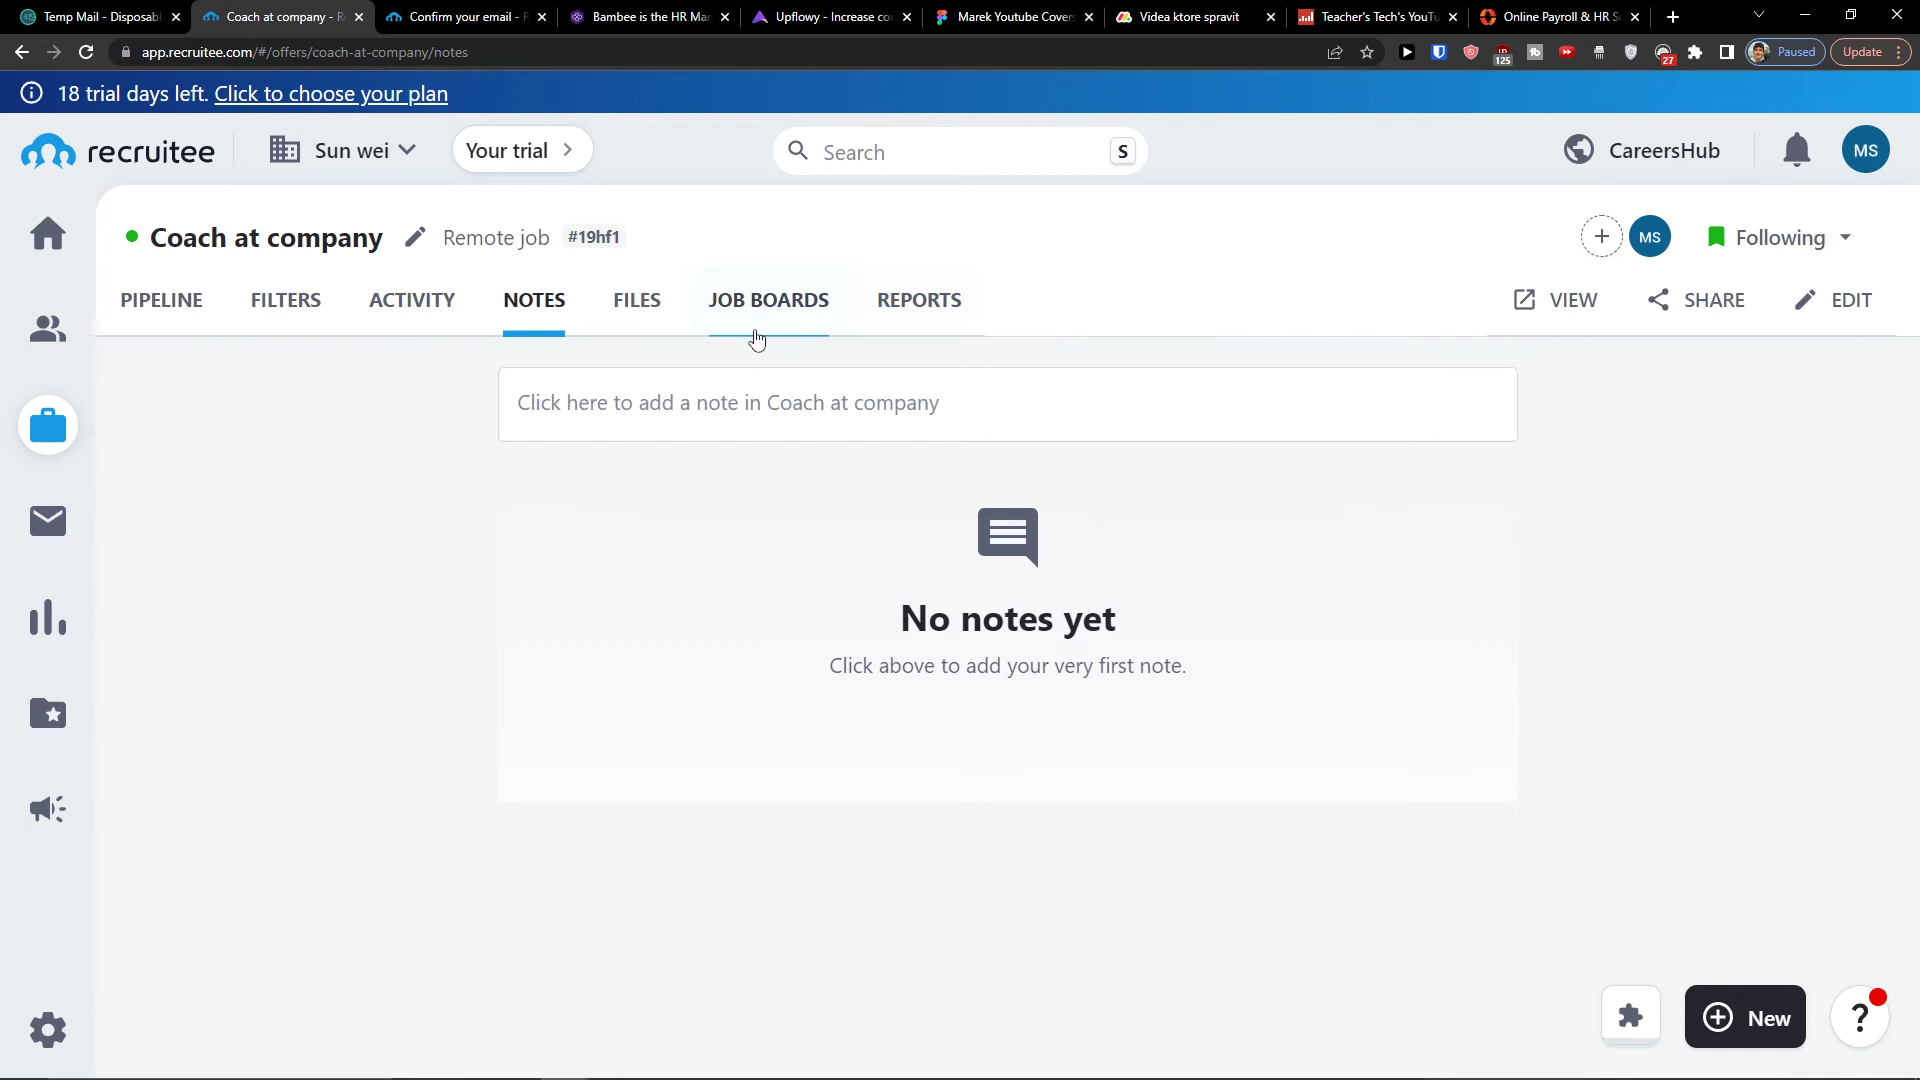 Temp Mail - Disposabl
Coach at company - R
Confirm your email - R
Bambee is the HR Mar
Upflowy - Increase co
Marek Youtube Covers
Videa ktore spravit
Teacher's Tech's YouTu
Online Payroll & HR S
app.recruitee.com/#/offers/coach-at-company/notes
125
27
Paused
Update
18 trial days left. Click to choose your plan
recruitee
Sun wei
Your trial
Search
S
CareersHub
MS
Coach at company
Remote job
#19hf1
MS
Following
PIPELINE
FILTERS
ACTIVITY
NOTES
FILES
JOB BOARDS
REPORTS
VIEW
SHARE
EDIT
Click here to add a note in Coach at company
No notes yet
Click above to add your very first note.
New
?